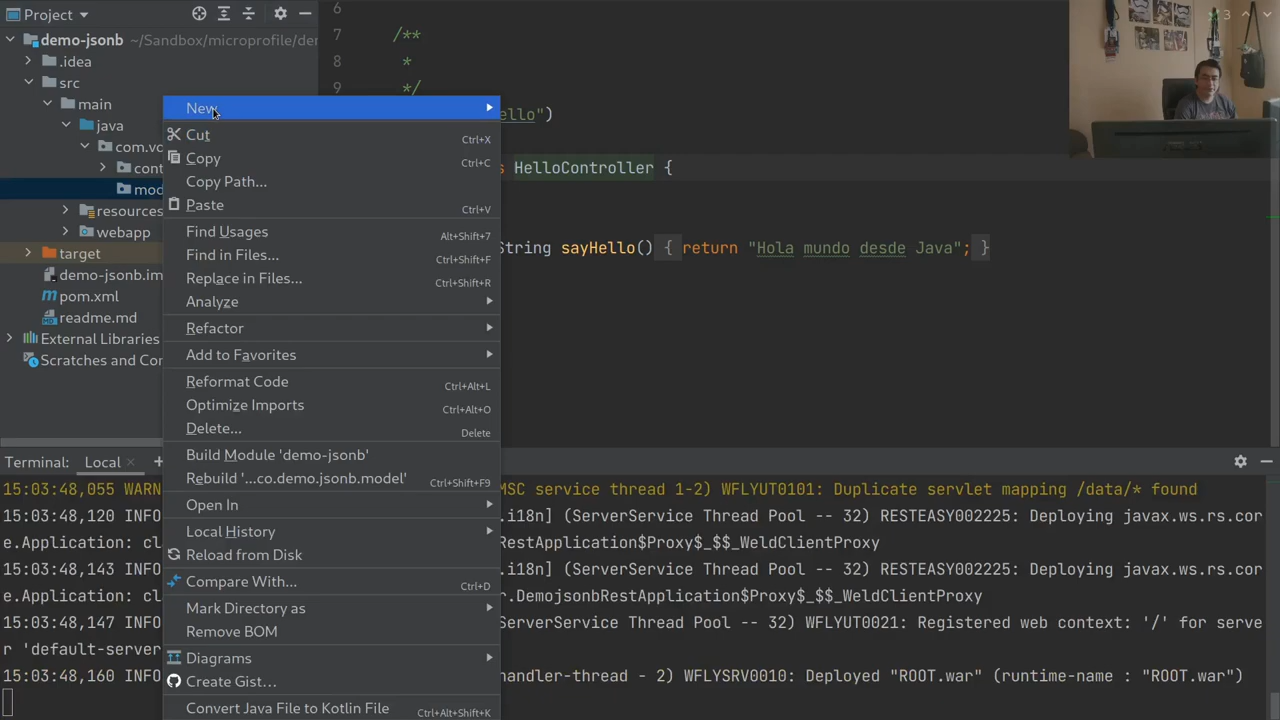 Project
demo-jsonb ~/Sandbox/microprofile/der
.idea
src
main
java
com.vo
cont
mod
resources
webapp
target
demo-jsonb.im
pom.xml
readme.md
External Libraries
Scratches and Con
New
Cut Ctrl+X
Copy Ctrl+C
Copy Path...
Paste Ctrl+V
Find Usages Alt+Shift+7
Find in Files... Ctrl+Shift+F
Replace in Files... Ctrl+Shift+R
Analyze
Refactor
Add to Favorites
Reformat Code Ctrl+Alt+L
Optimize Imports Ctrl+Alt+O
Delete... Delete
Build Module 'demo-jsonb'
Rebuild '...co.demo.jsonb.model' Ctrl+Shift+F9
Open In
Local History
Reload from Disk
Compare With... Ctrl+D
Mark Directory as
Remove BOM
Diagrams
Create Gist...
Convert Java File to Kotlin File Ctrl+Alt+Shift+K
6
7 /**
8 *
9 */
ello")
s HelloController {
String sayHello() { return "Hola mundo desde Java"; }
3
Terminal: Local
15:03:48,055 WARN MSC service thread 1-2) WFLYUT0101: Duplicate servlet mapping /data/* found
15:03:48,120 INFO .i18n] (ServerService Thread Pool -- 32) RESTEASY002225: Deploying javax.ws.rs.cor
e.Application: cl RestApplication$Proxy$_$$_WeldClientProxy
15:03:48,143 INFO .i18n] (ServerService Thread Pool -- 32) RESTEASY002225: Deploying javax.ws.rs.cor
e.Application: cl r.DemojsonbRestApplication$Proxy$_$$_WeldClientProxy
15:03:48,147 INFO ServerService Thread Pool -- 32) WFLYUT0021: Registered web context: '/' for serve
r 'default-server
15:03:48,160 INFO handler-thread - 2) WFLYSRV0010: Deployed "ROOT.war" (runtime-name : "ROOT.war")